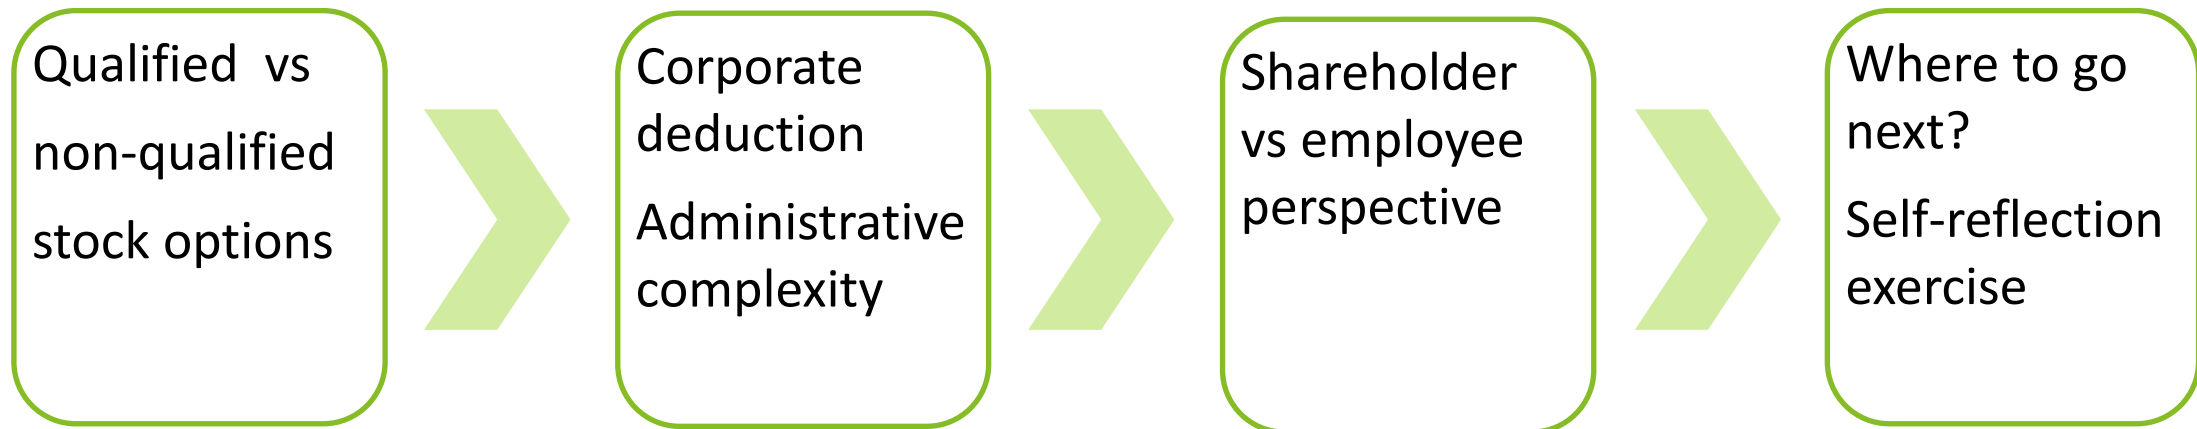 Qualified  vs
non-qualified
stock options
Corporate
deduction
Administrative
complexity
Shareholder
vs employee
perspective
Where to go
next?
Self-reflection
exercise